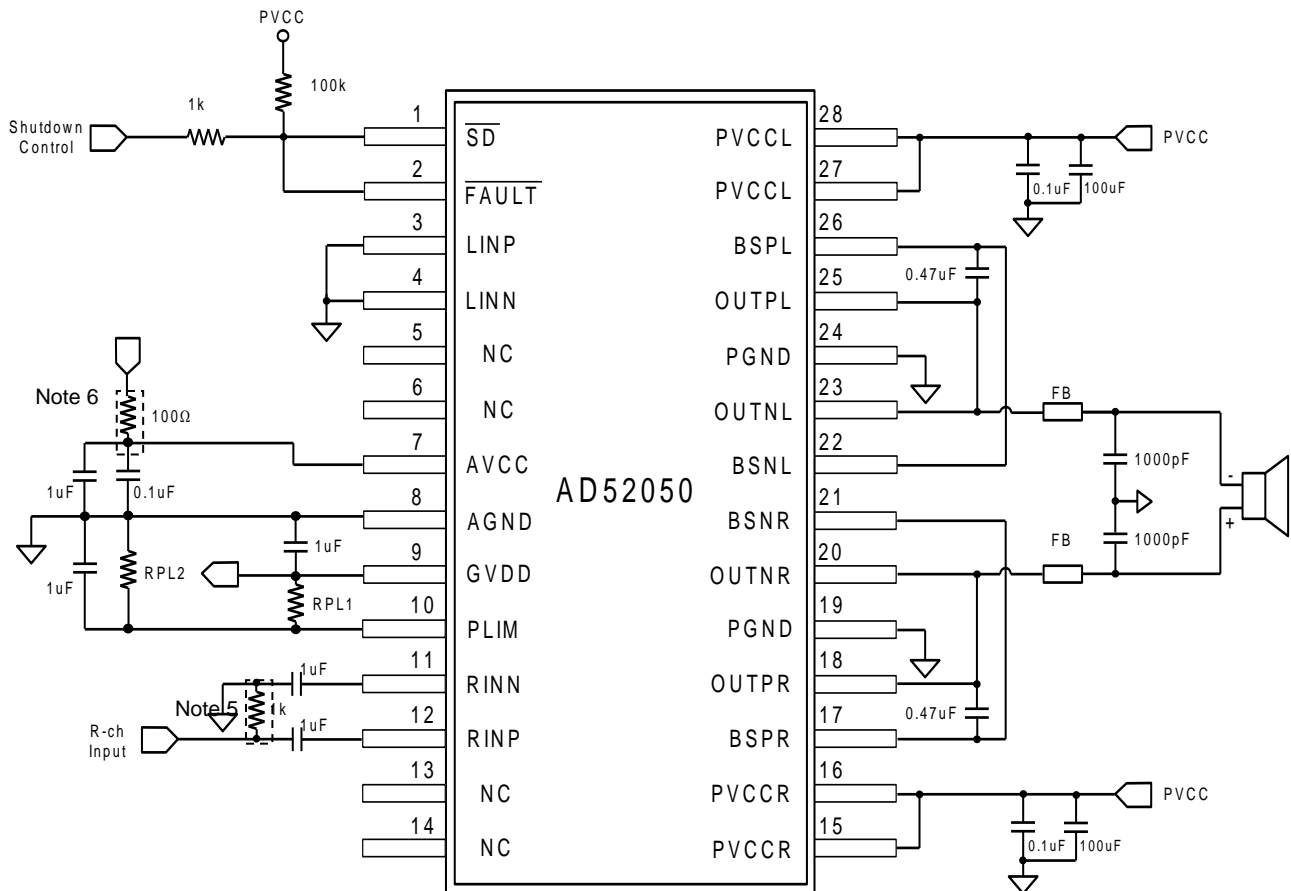 PVCC
100k
1k
Shutdown
Control
1
SD
2
FAULT
3
LINP
4
LINN
5
NC
6
NC
Note 6
100Ω
7
AVCC
1uF
0.1uF
8
AGND
1uF
9
GVDD
1uF
RPL2
RPL1
10
PLIM
11
RINN
1uF
Note 5
1k
12
RINP
1uF
R-ch
Input
13
NC
14
NC
AD52050
28
PVCCL
PVCC
27
PVCCL
0.1uF
100uF
26
BSPL
0.47uF
25
OUTPL
24
PGND
23
OUTNL
FB
22
BSNL
1000pF
-
21
BSNR
+
1000pF
20
OUTNR
FB
19
PGND
18
OUTPR
0.47uF
17
BSPR
16
PVCCR
PVCC
15
PVCCR
0.1uF
100uF